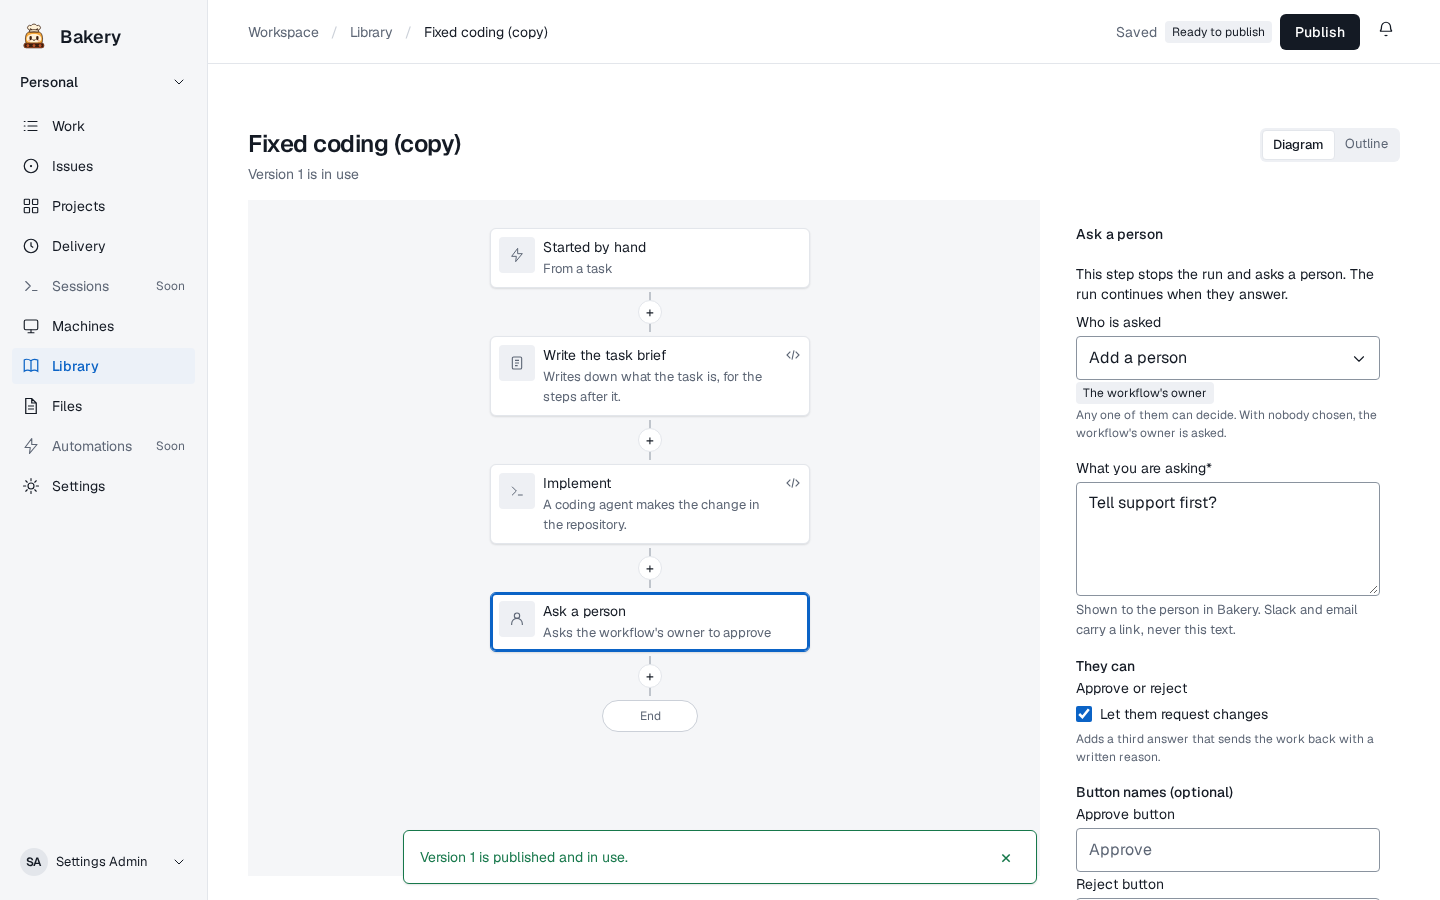 Bakery
Personal
Work
Issues
Projects
Delivery
Sessions Soon
Machines
Library
Files
Automations Soon
Settings
SA Settings Admin
Workspace / Library / Fixed coding (copy)
Saved Ready to publish Publish
Fixed coding (copy)
Version 1 is in use
Diagram Outline
Started by hand
From a task
+
Write the task brief
Writes down what the task is, for the
steps after it.
+
Implement
A coding agent makes the change in
the repository.
+
Ask a person
Asks the workflow's owner to approve
+
End
Version 1 is published and in use.
Ask a person
This step stops the run and asks a person. The
run continues when they answer.
Who is asked
Add a person
The workflow's owner
Any one of them can decide. With nobody chosen, the
workflow's owner is asked.
What you are asking*
Tell support first?
Shown to the person in Bakery. Slack and email
carry a link, never this text.
They can
Approve or reject
Let them request changes
Adds a third answer that sends the work back with a
written reason.
Button names (optional)
Approve button
Approve
Reject button